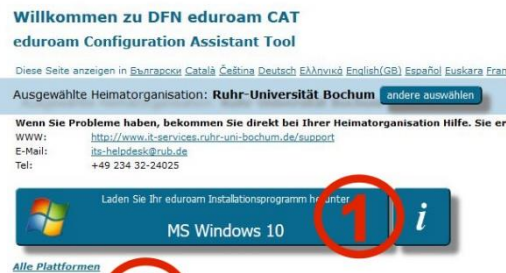 Willkommen zu DFN eduroam CAT
eduroam Configuration Assistant Tool
Diese Seite anzeigen in Български Català Čeština Deutsch Ελληνικά English(GB) Español Euskara
Ausgewählte Heimatorganisation: Ruhr-Universität Bochum andere auswählen
Wenn Sie Probleme haben, bekommen Sie direkt bei Ihrer Heimatorganisation Hilfe. Sie
WWW: http://www.it-services.ruhr-uni-bochum.de/support
E-Mail: its-helpdesk@rub.de
Tel: +49 234 32-24025
Laden Sie Ihr eduroam Installationsprogramm herunter
MS Windows 10
1
i
Alle Plattformen